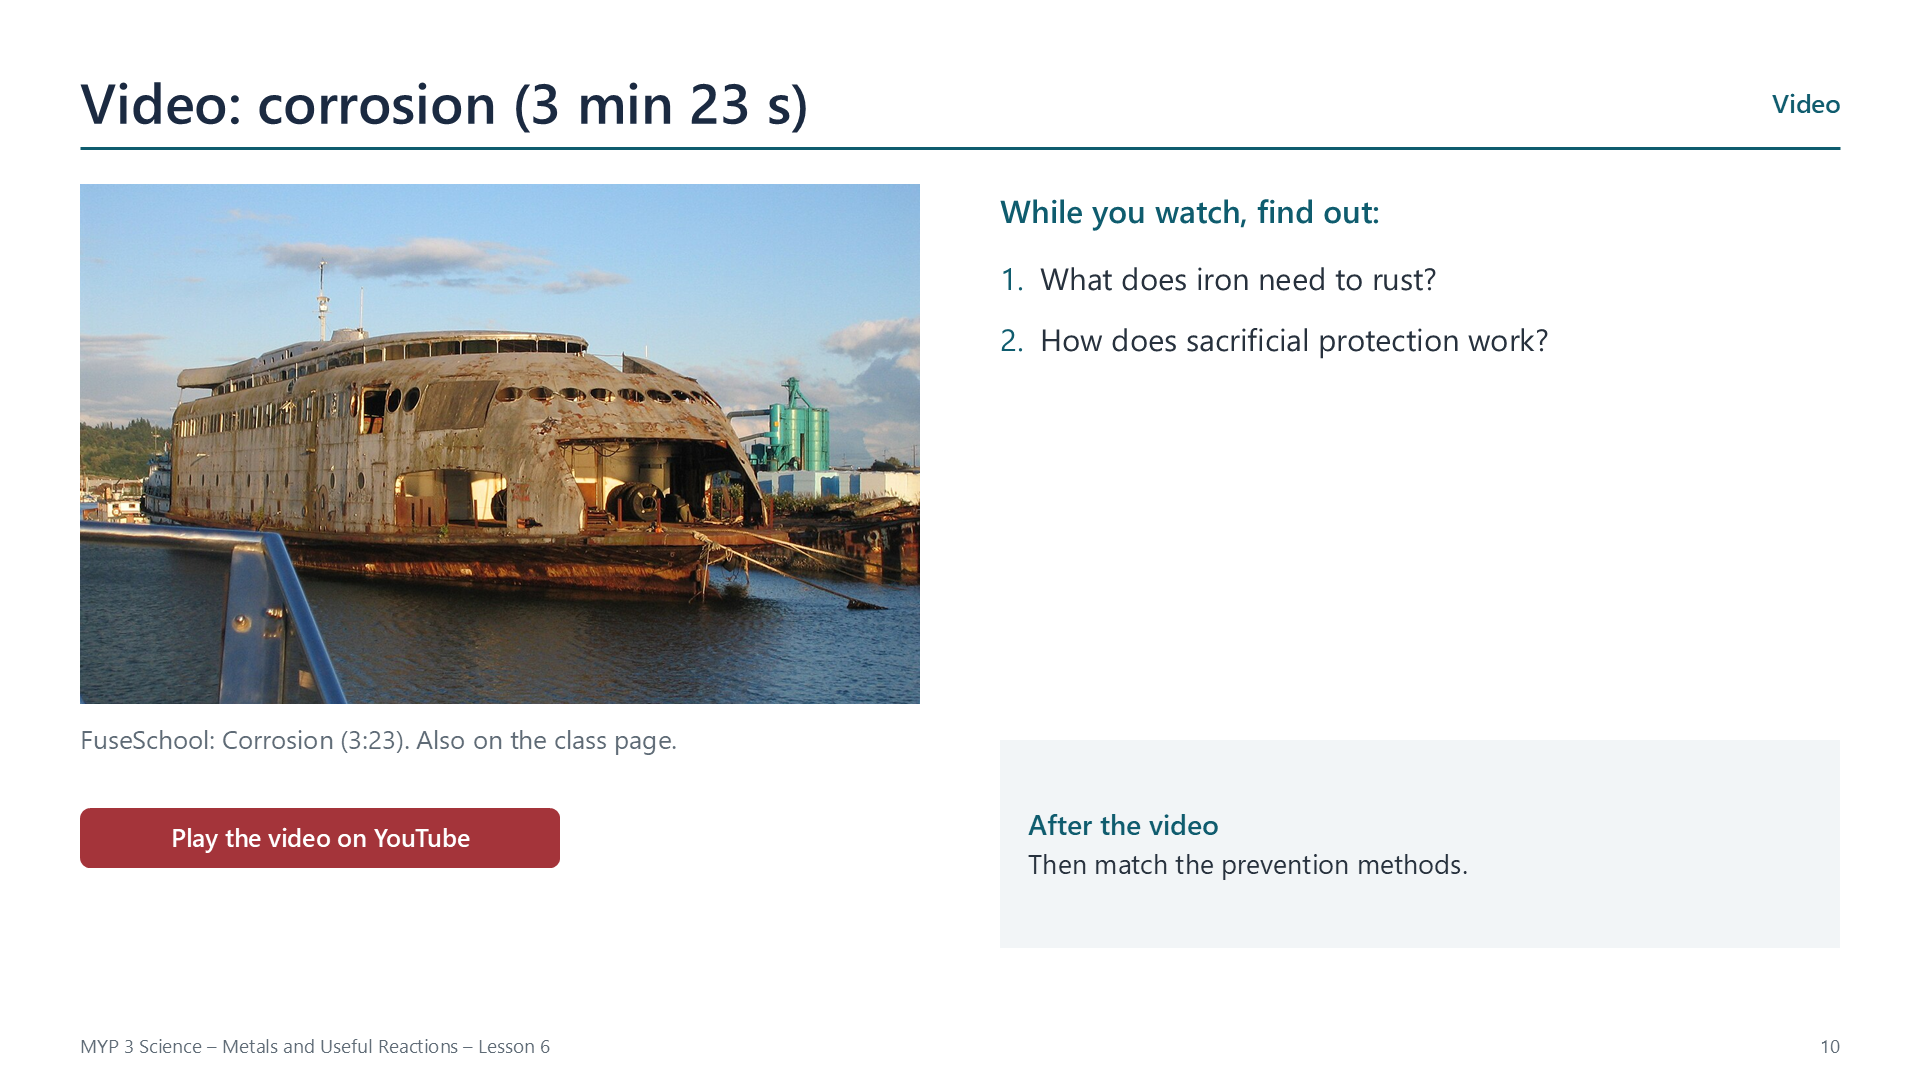 Video: corrosion (3 min 23 s)
Video
While you watch, find out:
1. What does iron need to rust?
2. How does sacrificial protection work?
FuseSchool: Corrosion (3:23). Also on the class page.
Play the video on YouTube
After the video
Then match the prevention methods.
MYP 3 Science – Metals and Useful Reactions – Lesson 6
10